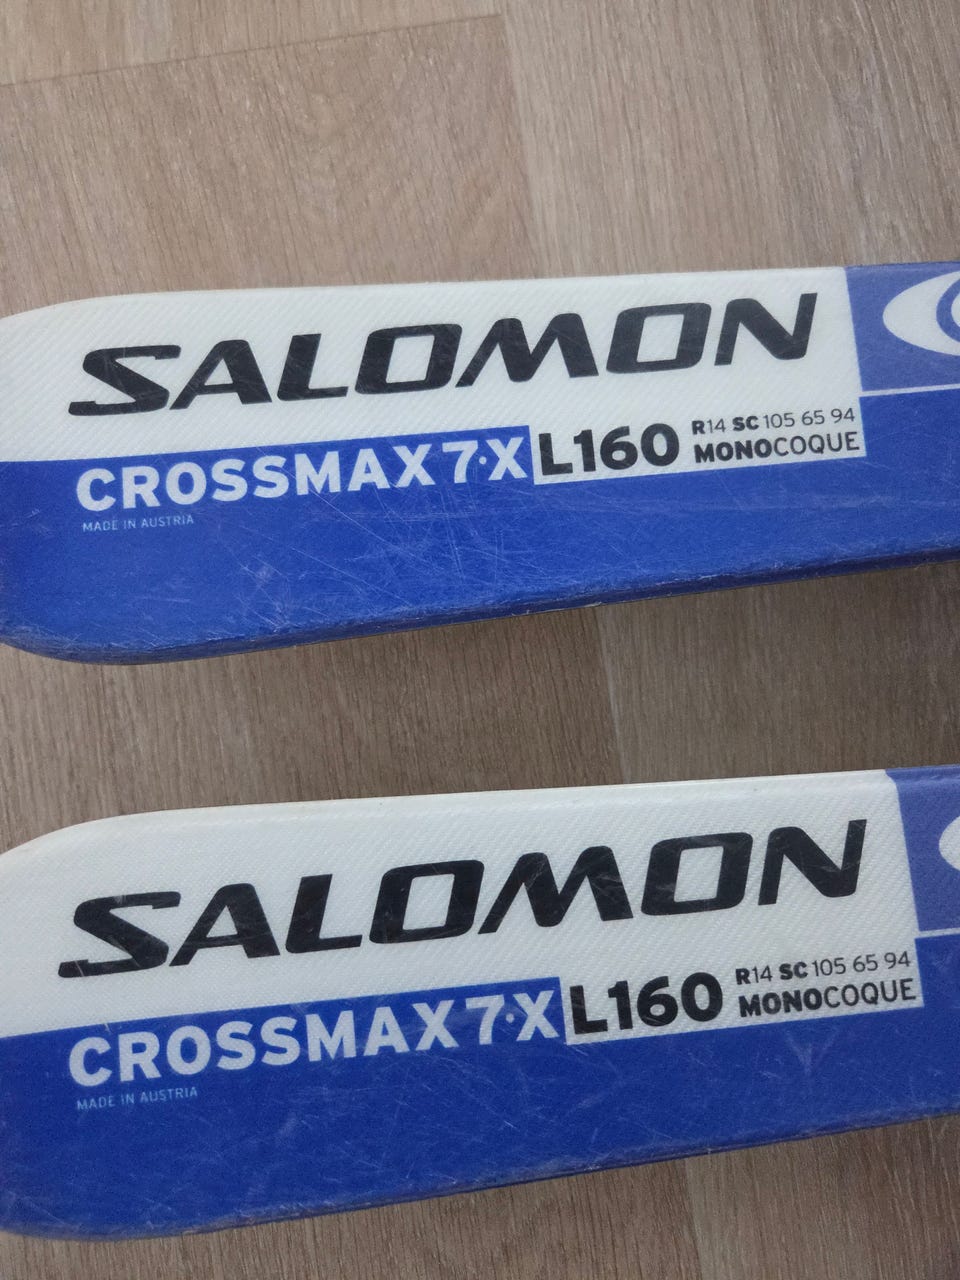 SALOMON
CROSSMAX 7·X L160 R14 SC 105 65 94
MONOCOQUE
MADE IN AUSTRIA
SALOMON
CROSSMAX 7·X L160 R14 SC 105 65 94
MONOCOQUE
MADE IN AUSTRIA